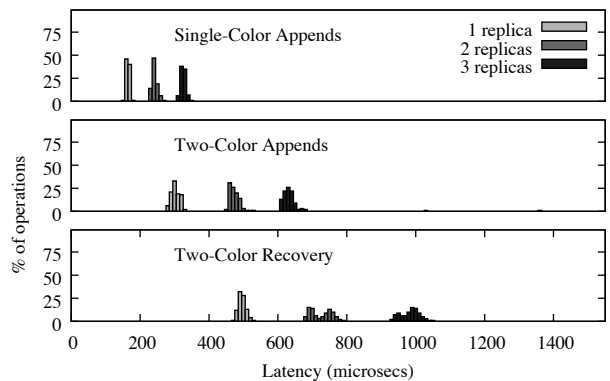 Single-Color Appends
1 replica
2 replicas
3 replicas
75
50
25
0
Two-Color Appends
75
50
25
0
Two-Color Recovery
75
50
25
0
% of operations
0 200 400 600 800 1000 1200 1400
Latency (microsecs)